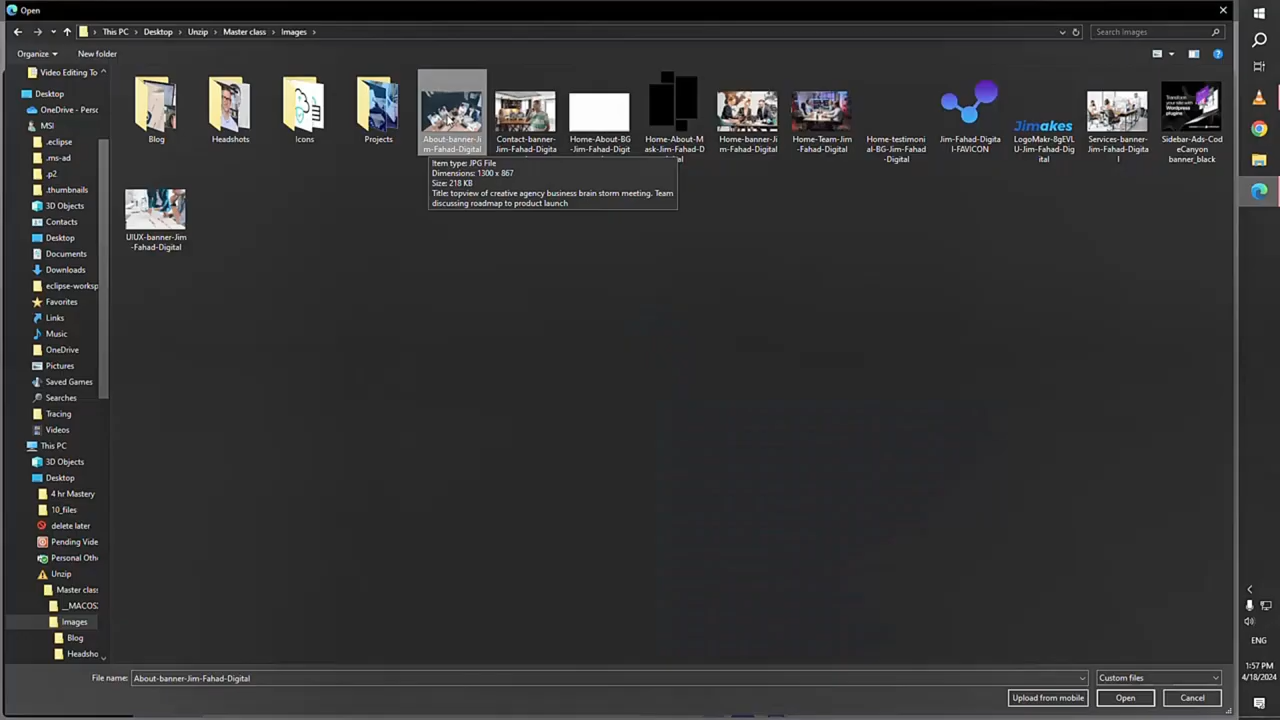 Open
This PC
Desktop
Unzip
Master class
Images
Search Images
Organize
New folder
Video Editing To
Desktop
OneDrive - Perso
MSI
.eclipse
.ms-ad
.p2
.thumbnails
3D Objects
Contacts
Desktop
Documents
Downloads
eclipse-worksp
Favorites
Links
Music
OneDrive
Pictures
Saved Games
Searches
Tracing
Videos
This PC
3D Objects
Desktop
4 hr Mastery
10_files
delete later
Pending Vide
Personal Oth
Unzip
Master class
__MACOS
Images
Blog
Headsho
Blog
Headshots
Icons
Projects
About-banner-Ji
m-Fahad-Digital
Contact-banner-
Jim-Fahad-Digita
Home-About-BG
-Jim-Fahad-Digit
Home-About-M
ask-Jim-Fahad-D
Home-banner-Ji
m-Fahad-Digital
Home-Team-Jim
-Fahad-Digital
Home-testimoni
al-BG-Jim-Fahad
-Digital
Jim-Fahad-Digita
l-FAVICON
Jimakes
LogoMakr-8gEVL
U-Jim-Fahad-Dig
ital
Services-banner-
Jim-Fahad-Digita
l
Transform
your site with
Wordpress
Sidebar-Ads-Cod
eCanyon
banner_black
Item type: JPG File
Dimensions: 1300 x 867
Size: 218 KB
Title: topview of creative agency business brain storm meeting. Team
discussing roadmap to product launch
UIUX-banner-Jim
-Fahad-Digital
File name:
About-banner-Jim-Fahad-Digital
Custom files
Upload from mobile
Open
Cancel
ENG
1:57 PM
4/18/2024